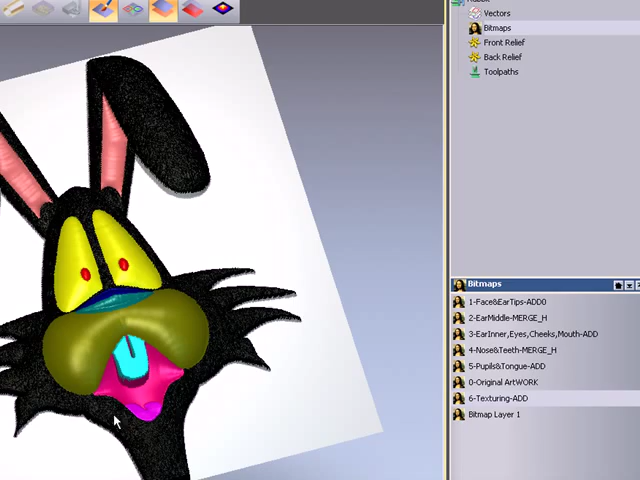 Vectors
Bitmaps
Front Relief
Back Relief
Toolpaths
Bitmaps
1-Face&EarTips-ADD0
2-EarMiddle-MERGE_H
3-EarInner,Eyes,Cheeks,Mouth-ADD
4-Nose&Teeth-MERGE_H
5-Pupils&Tongue-ADD
0-Original ArtWORK
6-Texturing-ADD
Bitmap Layer 1